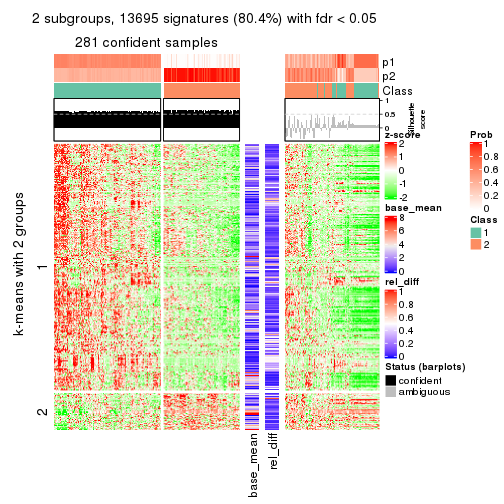 2 subgroups, 13695 signatures (80.4%) with fdr < 0.05
281 confident samples
p1
p2
Class
1
0.5
0
Silhouette
score
k-means with 2 groups
1
2
base_mean
rel_diff
z-score
2
1
0
-1
-2
base_mean
8
6
4
2
0
rel_diff
1
0.8
0.6
0.4
0.2
0
Status (barplots)
confident
ambiguous
Prob
1
0.8
0.6
0.4
0.2
0
Class
1
2